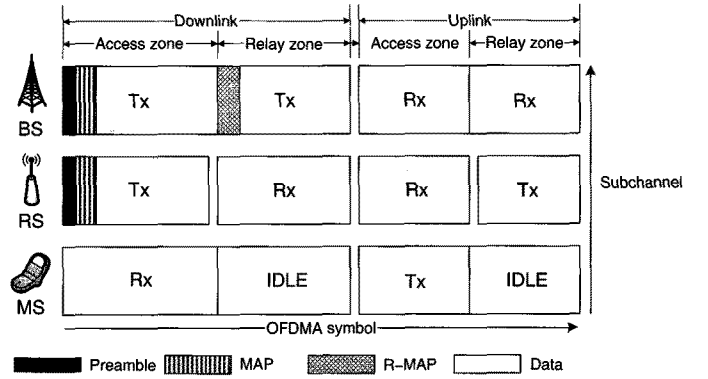 Downlink Uplink
Access zone Relay zone Access zone Relay zone
Tx Tx Rx Rx
BS
Tx Rx Rx Tx
RS
Subchannel
Rx IDLE Tx IDLE
MS
OFDMA symbol
Preamble MAP R-MAP Data